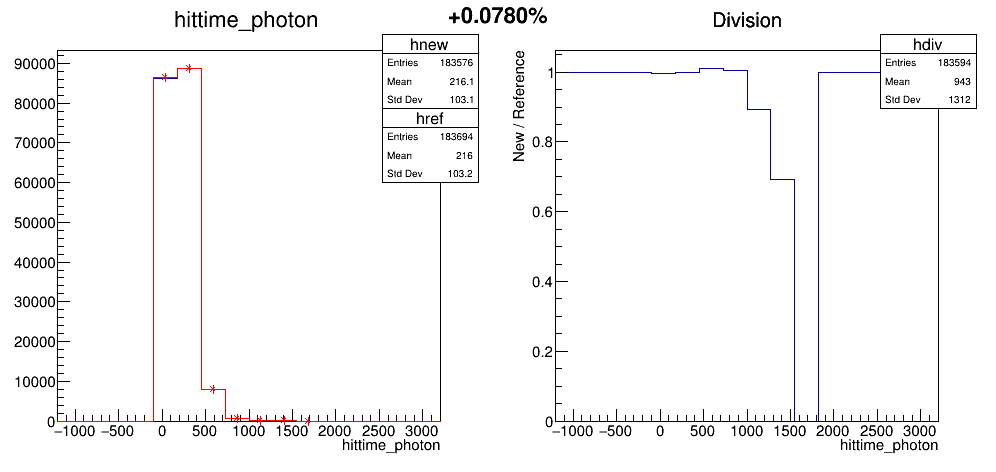 +0.0780%
hittime_photon
hnew
Entries 183576
Mean 216.1
Std Dev 103.1
href
Entries 183694
Mean 216
Std Dev 103.2
90000
80000
70000
60000
50000
40000
30000
20000
10000
0
−1000 −500 0 500 1000 1500 2000 2500 3000
hittime_photon
Division
hdiv
Entries 183594
Mean 943
Std Dev 1312
New / Reference
1
0.8
0.6
0.4
0.2
0
−1000 −500 0 500 1000 1500 2000 2500 3000
hittime_photon